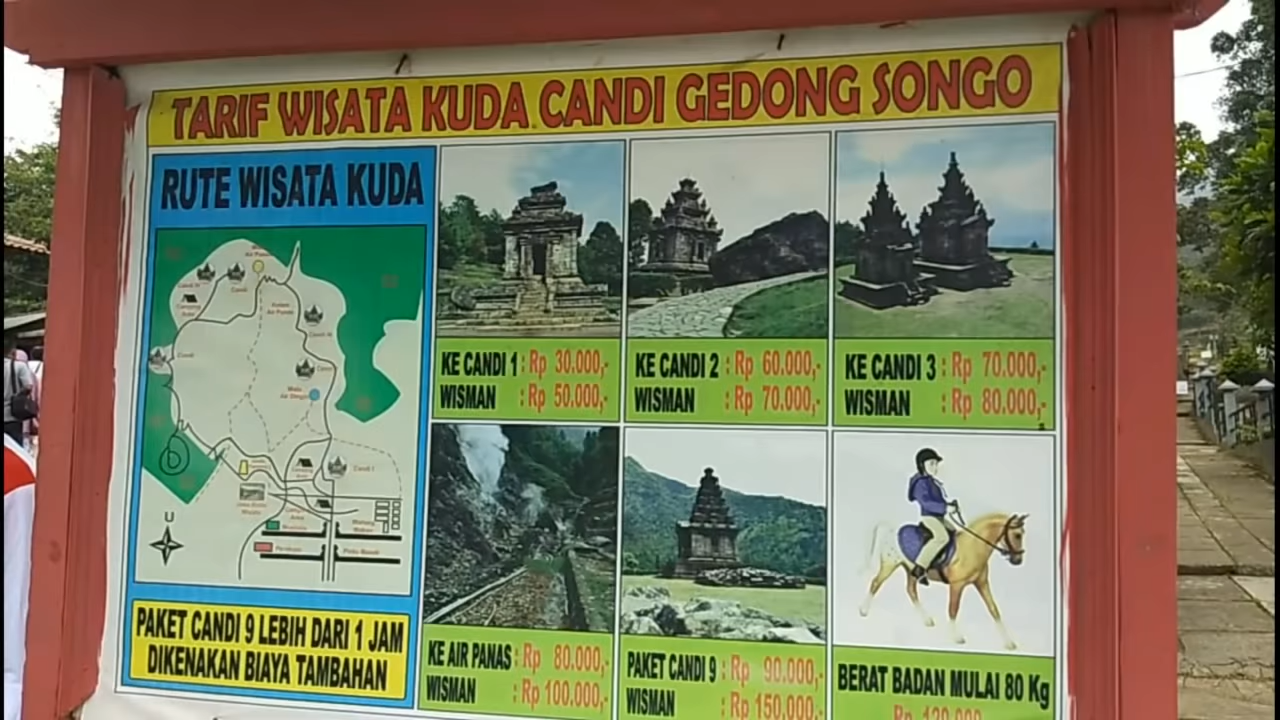 TARIF WISATA KUDA CANDI GEDONG SONGO
RUTE WISATA KUDA
Candi I
U
PAKET CANDI 9 LEBIH DARI 1 JAM
DIKENAKAN BIAYA TAMBAHAN
KE CANDI 1 : Rp 30.000,-
WISMAN : Rp 50.000,-
KE CANDI 2 : Rp 60.000,-
WISMAN : Rp 70.000,-
KE CANDI 3 : Rp 70.000,-
WISMAN : Rp 80.000,-
KE AIR PANAS : Rp 80.000,-
WISMAN : Rp 100.000,-
PAKET CANDI 9 : Rp 90.000,-
WISMAN : Rp 150.000,-
BERAT BADAN MULAI 80 Kg